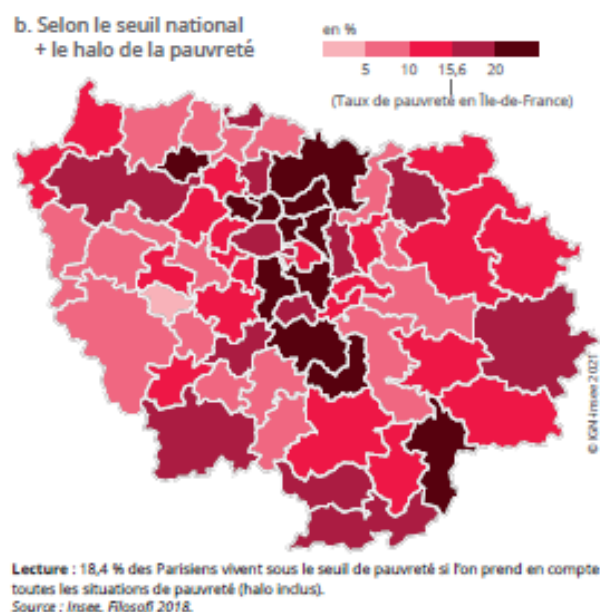 b. Selon le seuil national
+ le halo de la pauvreté
en %
5 10 15,6 20
(Taux de pauvreté en Île-de-France)
© IGN-Insee 2021
Lecture : 18,4 % des Parisiens vivent sous le seuil de pauvreté si l'on prend en compte
toutes les situations de pauvreté (halo inclus).
Source : Insee, Filosofi 2018.